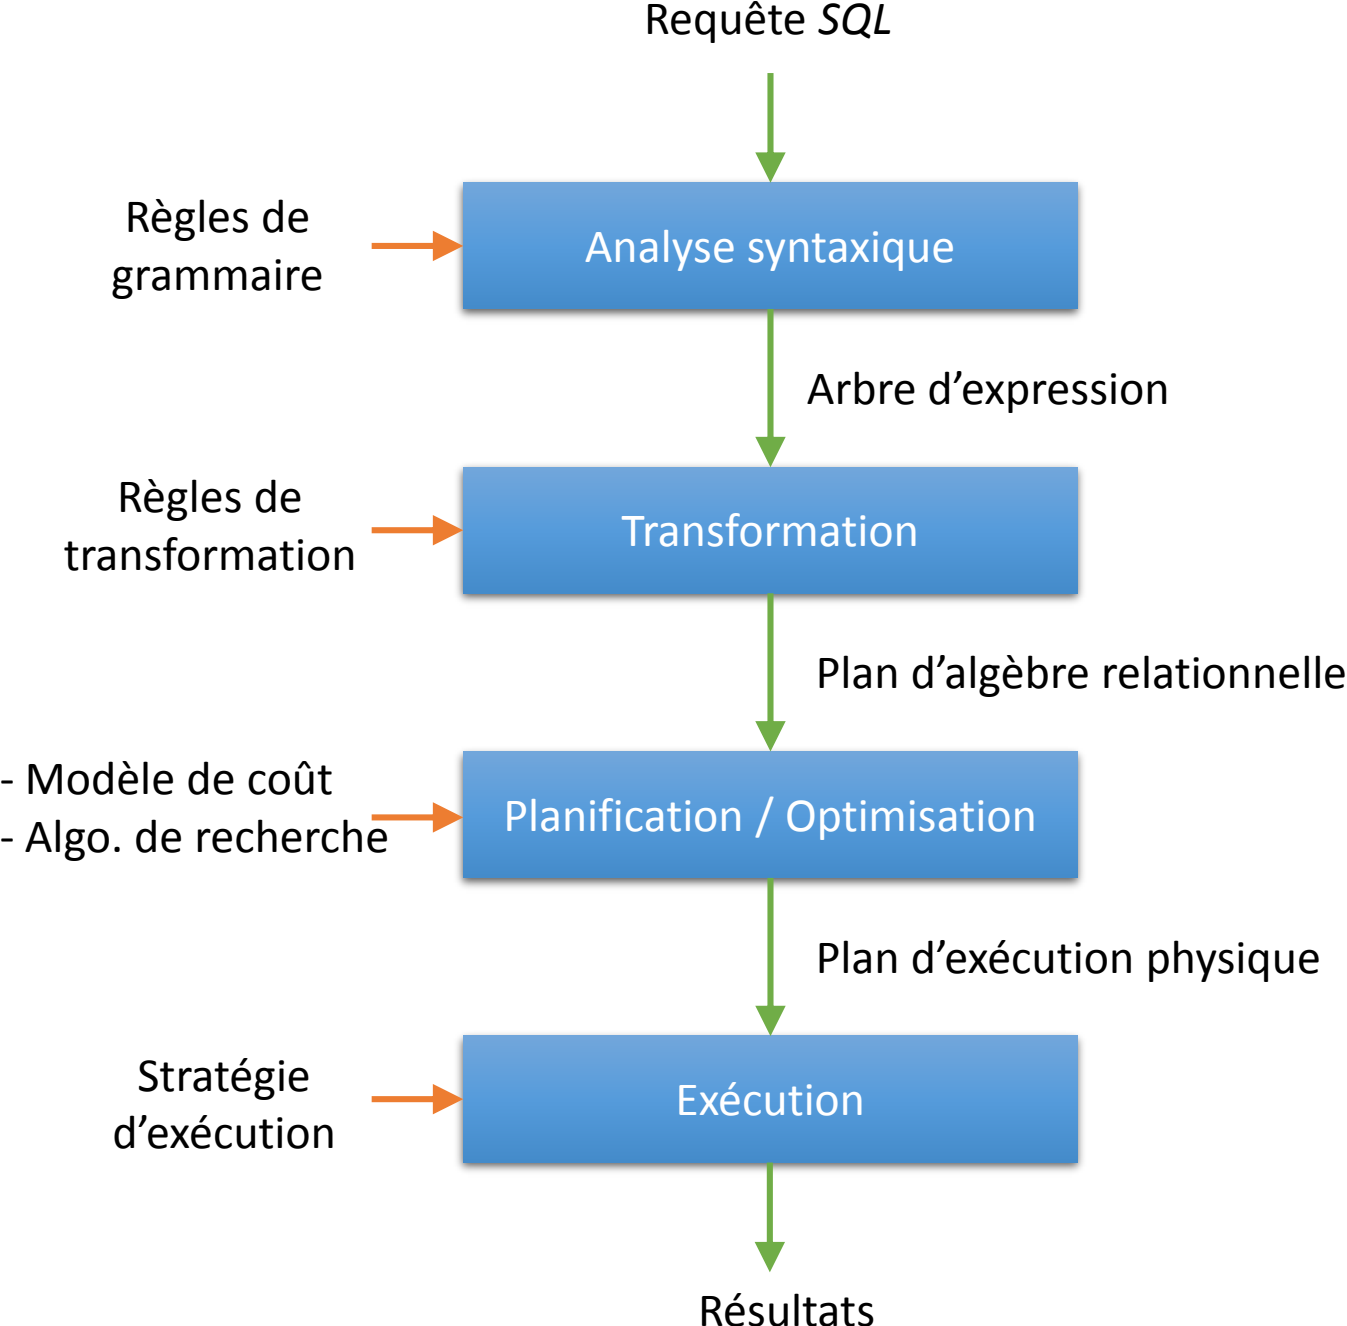 Requête SQL
Règles de
grammaire
Analyse syntaxique
Arbre d’expression
Règles de
transformation
Transformation
Plan d’algèbre relationnelle
- Modèle de coût
- Algo. de recherche
Planification / Optimisation
Plan d’exécution physique
Stratégie
d’exécution
Exécution
Résultats